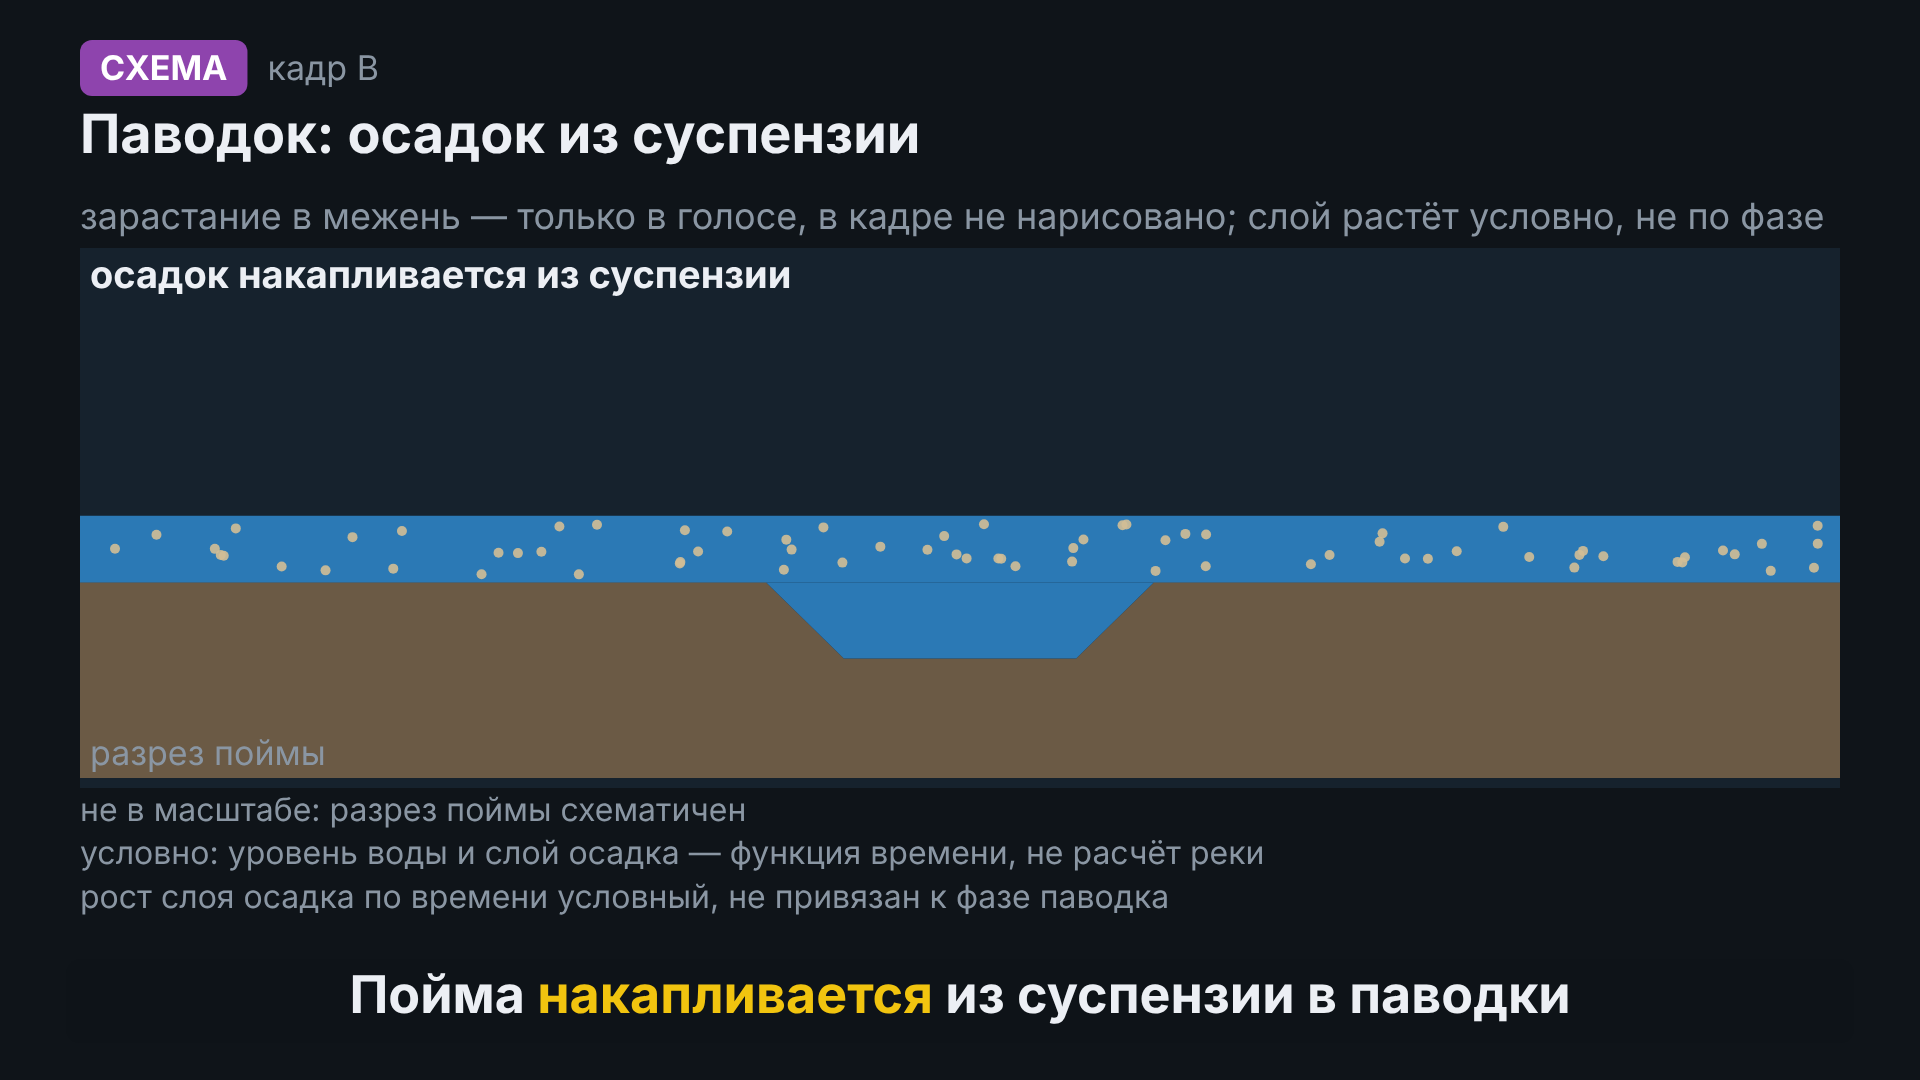 СХЕМА кадр B
Паводок: осадок из суспензии
зарастание в межень — только в голосе, в кадре не нарисовано; слой растёт условно, не по фазе
осадок накапливается из суспензии
разрез поймы
не в масштабе: разрез поймы схематичен
условно: уровень воды и слой осадка — функция времени, не расчёт реки
рост слоя осадка по времени условный, не привязан к фазе паводка
Пойма накапливается из суспензии в паводки